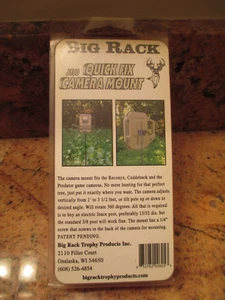 BIG RACK
JEB'S QUICK FIX
CAMERA MOUNT
The camera mount fits the Reconyx, Cuddeback and the
Predator game cameras. No more hunting for that perfect
tree, just put it exactly where you want. The camera adjusts
vertically from 1" to 3 1/2 feet, or tilt pole up or down to
desired angle. Will rotate 360 degrees. All that is required
is to buy an electric fence post, preferably 13/32 dia. but
the standard 3/8 post will work fine. The mount has a 1/4"
screw that screws to the back of the camera for mounting.
PATENT PENDING.
Big Rack Trophy Products Inc.
2110 Filler Court
Onalaska, WI 54650
(608) 526-4854
bigracktrophyproducts.com